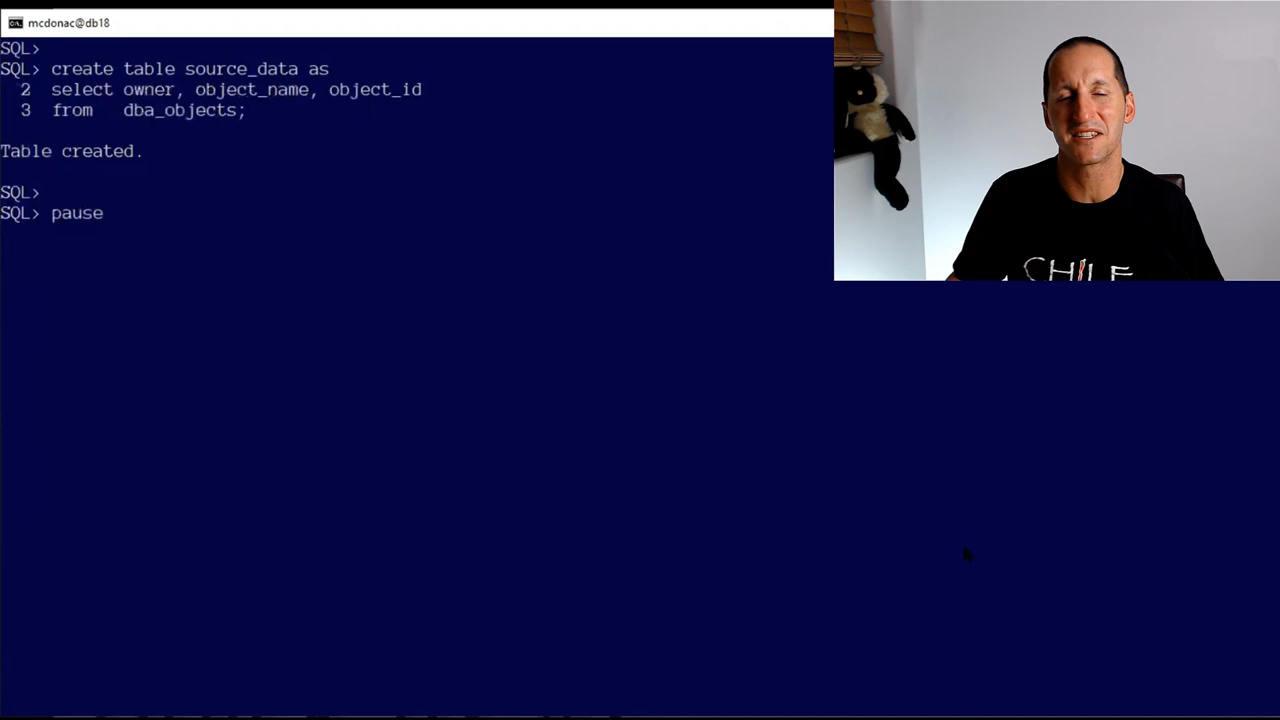 mcdonac@db18
SQL>
SQL> create table source_data as
2 select owner, object_name, object_id
3 from dba_objects;
Table created.
SQL>
SQL> pause
CHILE